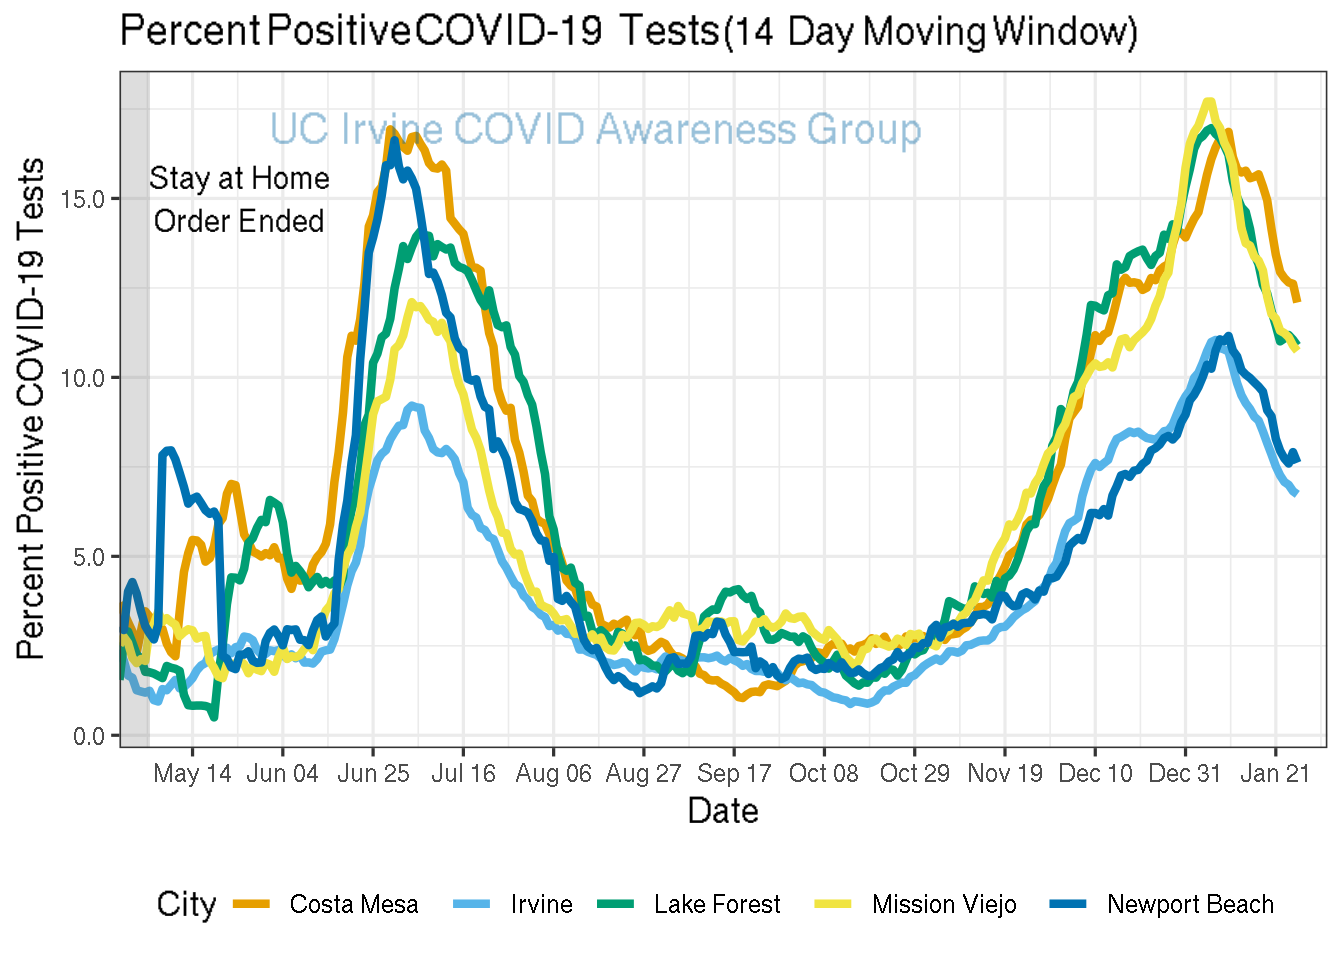 Percent Positive COVID-19 Tests(14 Day Moving Window)
UC Irvine COVID Awareness Group
Stay at Home
Order Ended
Percent Positive COVID-19 Tests
15.0
10.0
5.0
0.0
May 14 Jun 04 Jun 25 Jul 16 Aug 06 Aug 27 Sep 17 Oct 08 Oct 29 Nov 19 Dec 10 Dec 31 Jan 21
Date
City Costa Mesa Irvine Lake Forest Mission Viejo Newport Beach